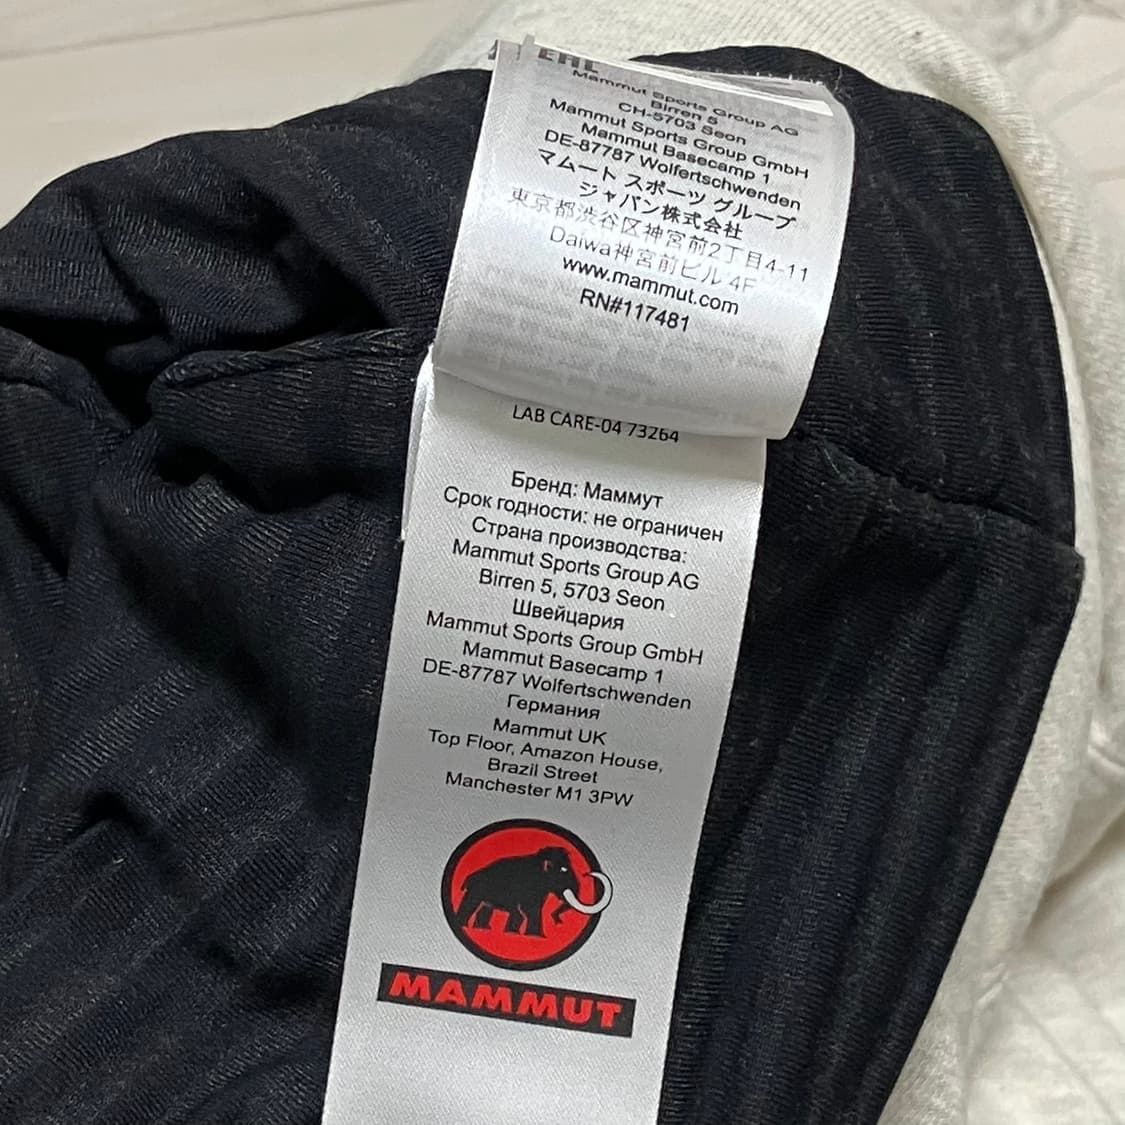 EAC
Mammut Sports Group AG
Birren 5
CH-5703 Seon
Mammut Sports Group GmbH
Mammut Basecamp 1
DE-87787 Wolfertschwenden
マムート スポーツ グループ
ジャパン株式会社
東京都渋谷区神宮前2丁目4-11
Daiwa神宮前ビル 4F
www.mammut.com
RN#117481
LAB CARE-04 73264
Бренд: Маммут
Срок годности: не ограничен
Страна производства:
Mammut Sports Group AG
Birren 5, 5703 Seon
Швейцария
Mammut Sports Group GmbH
Mammut Basecamp 1
DE-87787 Wolfertschwenden
Германия
Mammut UK
Top Floor, Amazon House,
Brazil Street
Manchester M1 3PW
MAMMUT